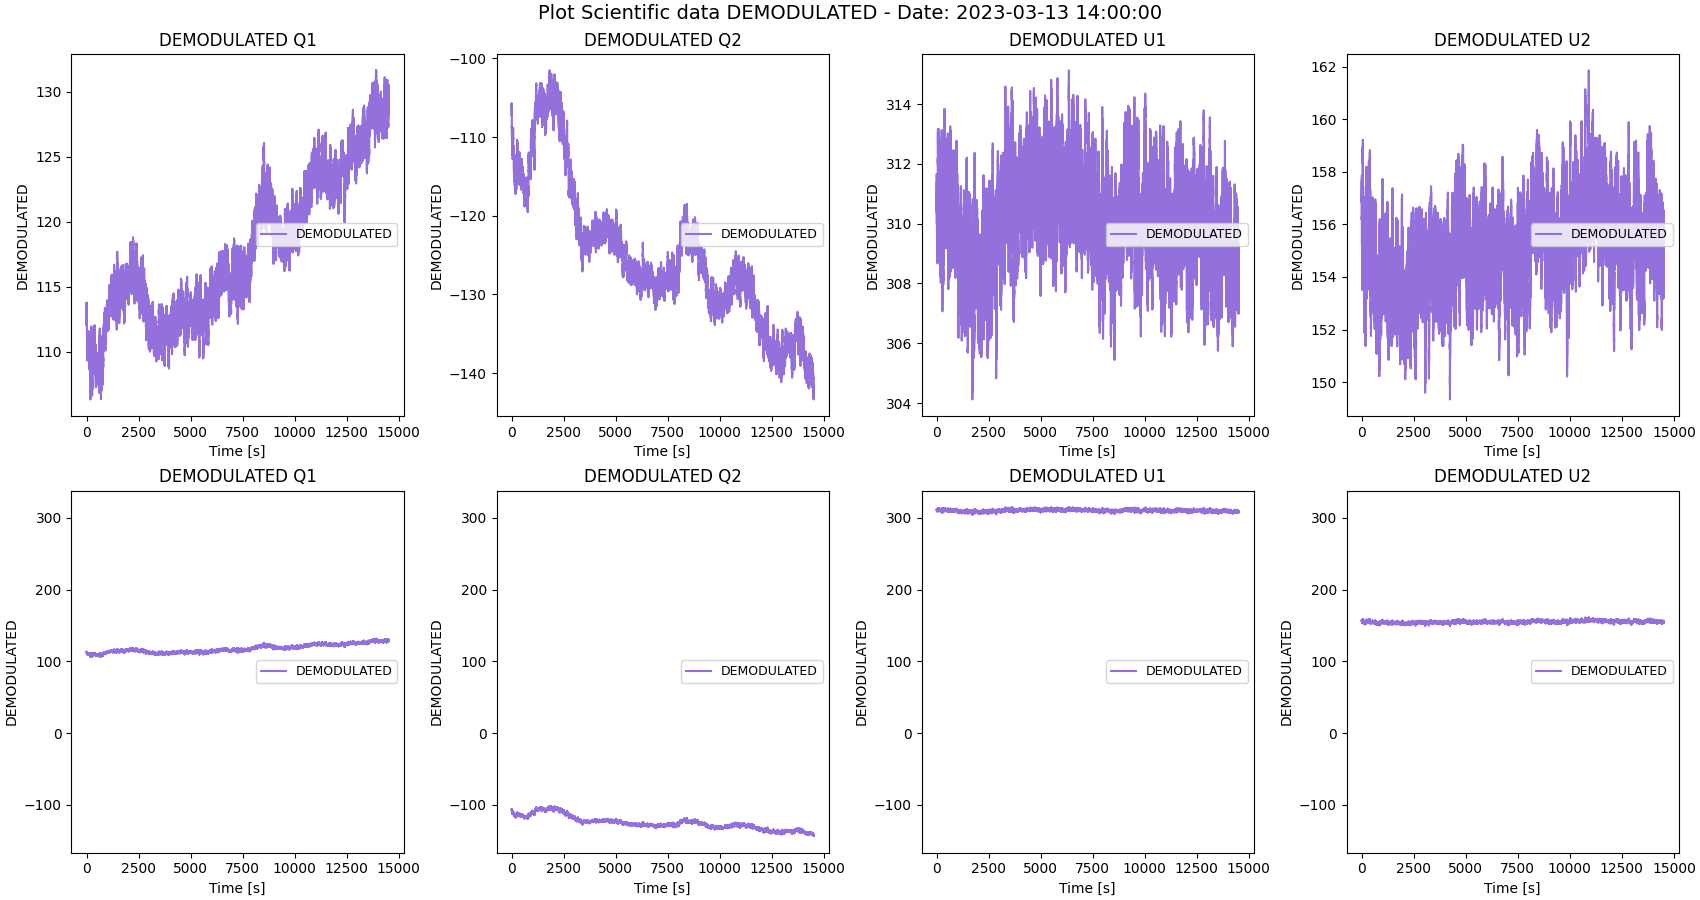 Plot Scientific data DEMODULATED - Date: 2023-03-13 14:00:00
DEMODULATED Q1
DEMODULATED
130
125
120
115
110
DEMODULATED
0 2500 5000 7500 10000 12500 15000
Time [s]
DEMODULATED Q2
DEMODULATED
−100
−110
−120
−130
−140
DEMODULATED
0 2500 5000 7500 10000 12500 15000
Time [s]
DEMODULATED U1
DEMODULATED
314
312
310
308
306
304
DEMODULATED
0 2500 5000 7500 10000 12500 15000
Time [s]
DEMODULATED U2
DEMODULATED
162
160
158
156
154
152
150
DEMODULATED
0 2500 5000 7500 10000 12500 15000
Time [s]
DEMODULATED Q1
DEMODULATED
300
200
100
0
−100
DEMODULATED
0 2500 5000 7500 10000 12500 15000
Time [s]
DEMODULATED Q2
DEMODULATED
300
200
100
0
−100
DEMODULATED
0 2500 5000 7500 10000 12500 15000
Time [s]
DEMODULATED U1
DEMODULATED
300
200
100
0
−100
DEMODULATED
0 2500 5000 7500 10000 12500 15000
Time [s]
DEMODULATED U2
DEMODULATED
300
200
100
0
−100
DEMODULATED
0 2500 5000 7500 10000 12500 15000
Time [s]